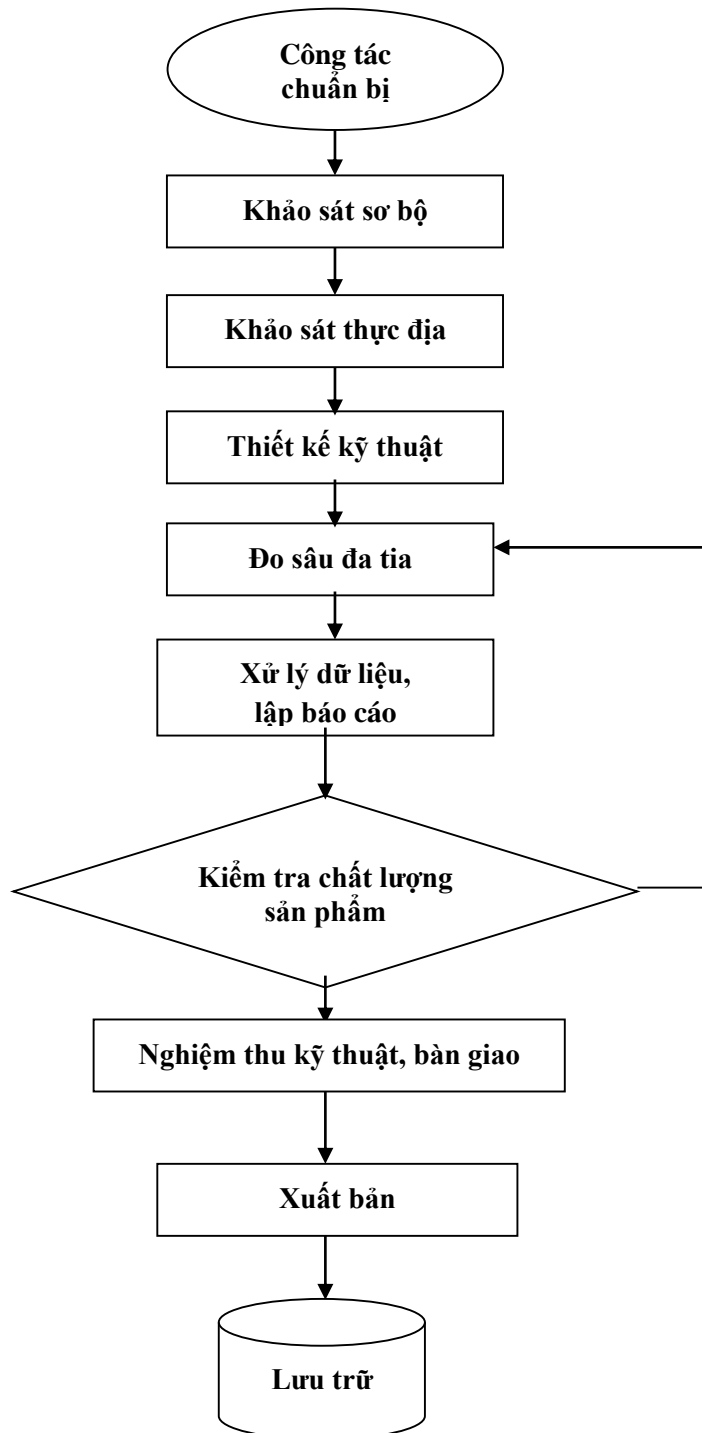 Công tác
chuẩn bị
Khảo sát sơ bộ
Khảo sát thực địa
Thiết kế kỹ thuật
Đo sâu đa tia
Xử lý dữ liệu,
lập báo cáo
Kiểm tra chất lượng
sản phẩm
Nghiệm thu kỹ thuật, bàn giao
Xuất bản
Lưu trữ